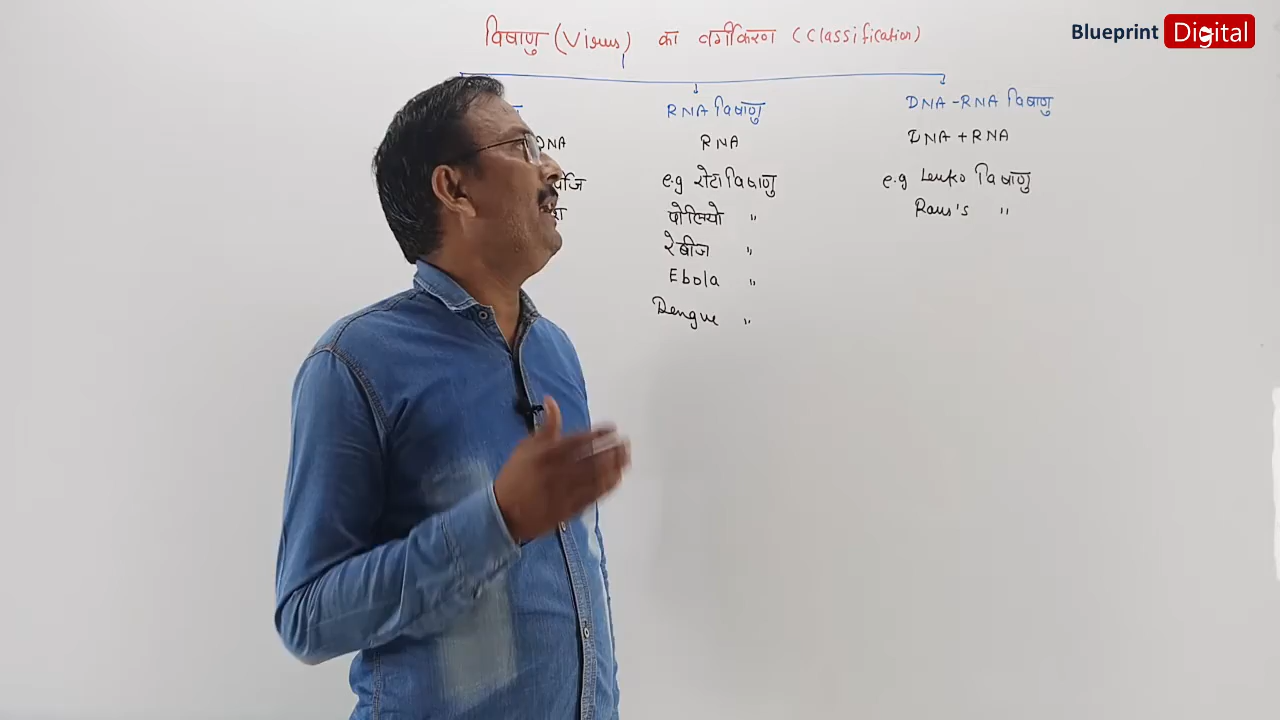 विषाणु (Virus) का वर्गीकरण (Classification)
Blueprint Digital
RNA विषाणु
DNA-RNA विषाणु
DNA
RNA
DNA + RNA
e.g रोटा विषाणु
e.g Leuko विषाणु
पोलियो "
Rous's "
रेबीज "
Ebola "
Dengue "